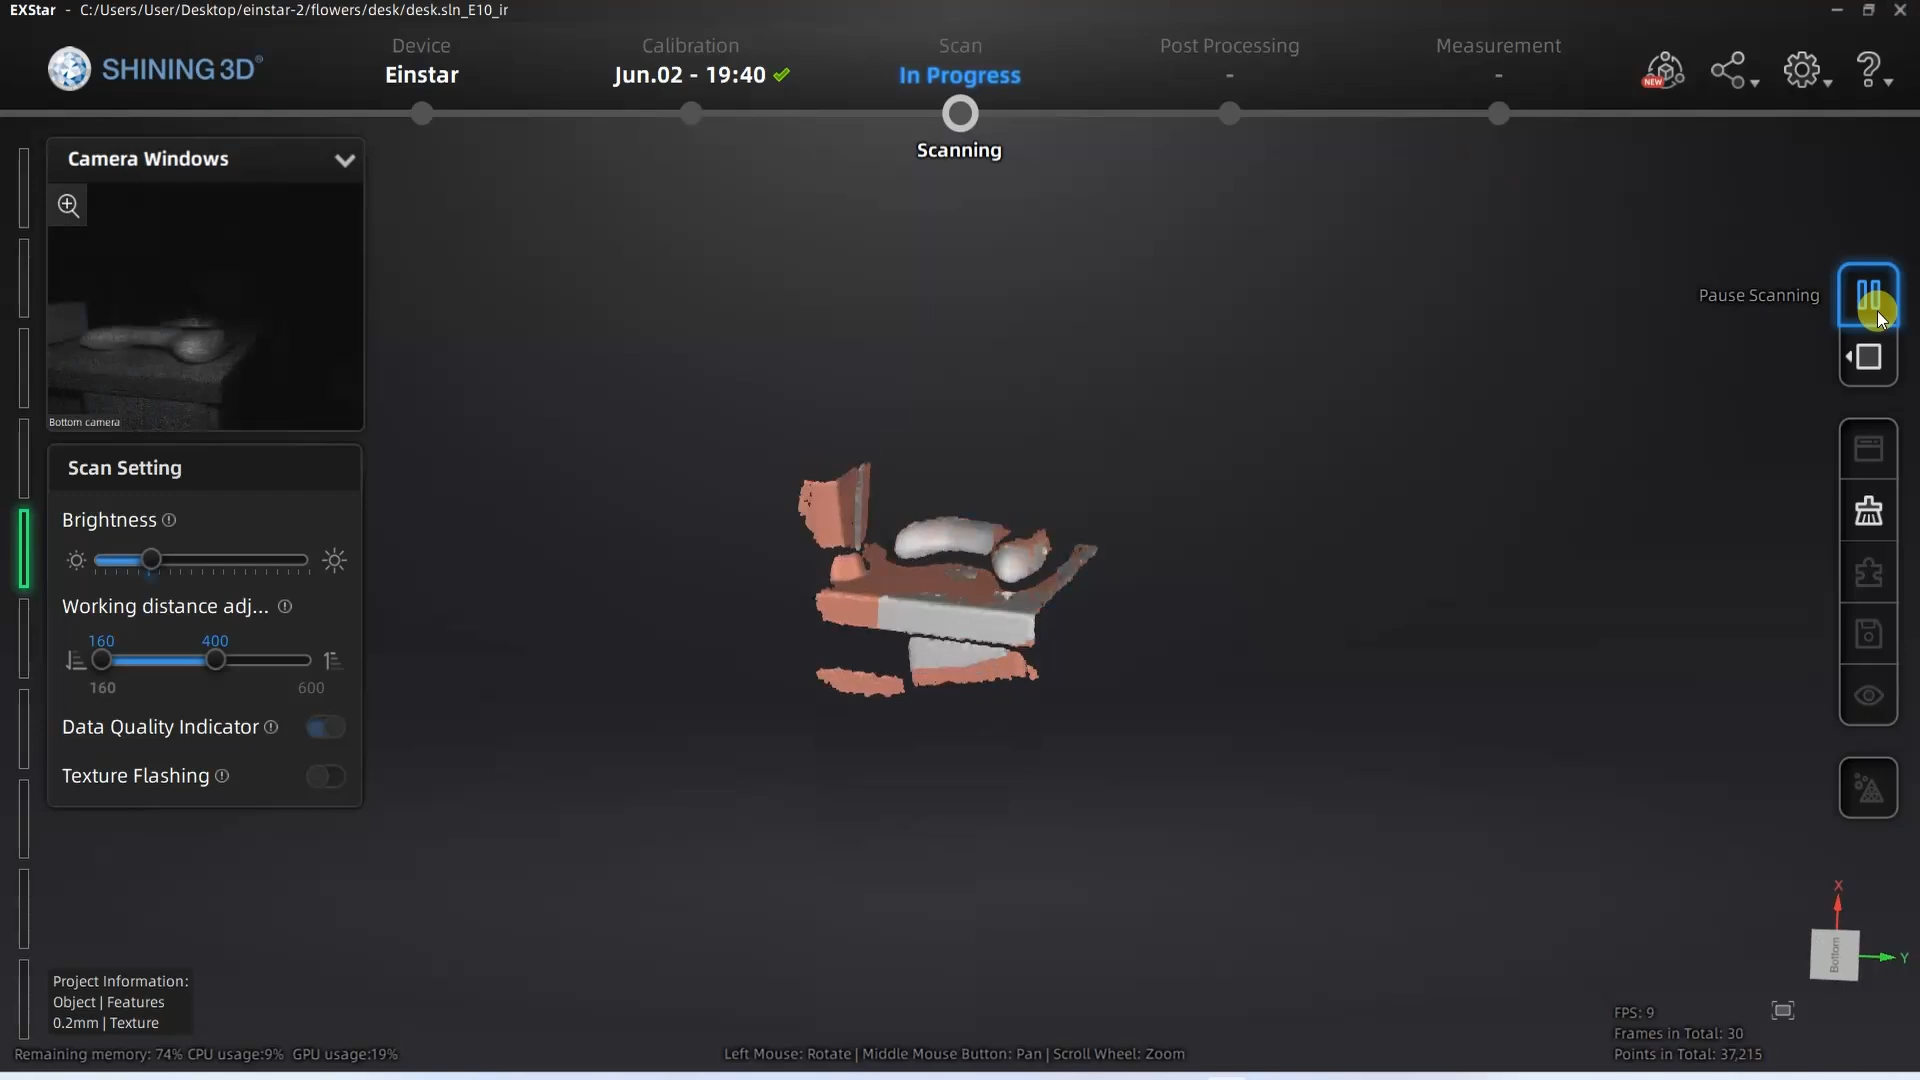 EXStar - C:/Users/User/Desktop/einstar-2/flowers/desk/desk.sln_E10_ir
SHINING 3D®
Device
Einstar
Calibration
Jun.02 - 19:40
Scan
In Progress
Scanning
Post Processing
-
Measurement
-
NEW
?
Camera Windows
Bottom camera
Pause Scanning
Scan Setting
Brightness
Working distance adj...
160 400
160 600
Data Quality Indicator
Texture Flashing
X
Bottom
Y
Project Information:
Object | Features
0.2mm | Texture
Remaining memory: 74% CPU usage:9% GPU usage:19%
Left Mouse: Rotate | Middle Mouse Button: Pan | Scroll Wheel: Zoom
FPS: 9
Frames in Total: 30
Points in Total: 37,215